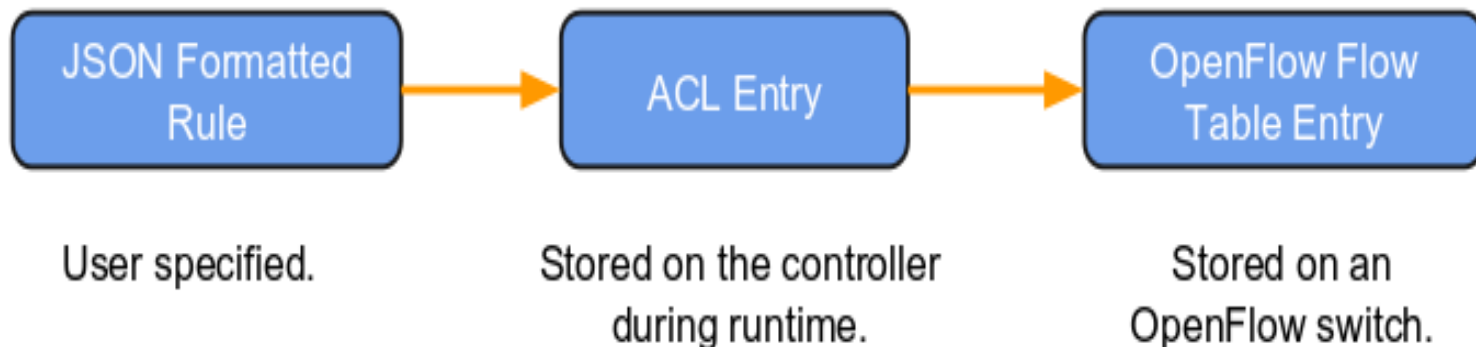 JSON Formatted
Rule
ACL Entry
OpenFlow Flow
Table Entry
User specified.
Stored on the controller
during runtime.
Stored on an
OpenFlow switch.